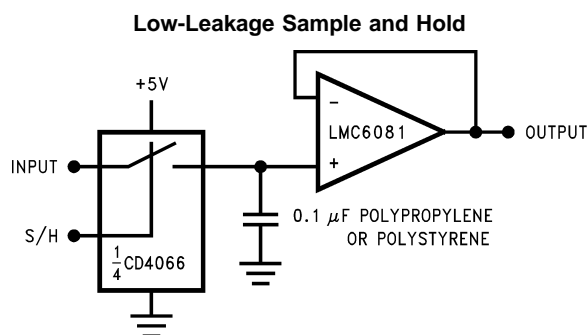 Low-Leakage Sample and Hold
+5V
−
LMC6081
OUTPUT
+
INPUT
0.1 μF POLYPROPYLENE
OR POLYSTYRENE
S/H
1/4 CD4066